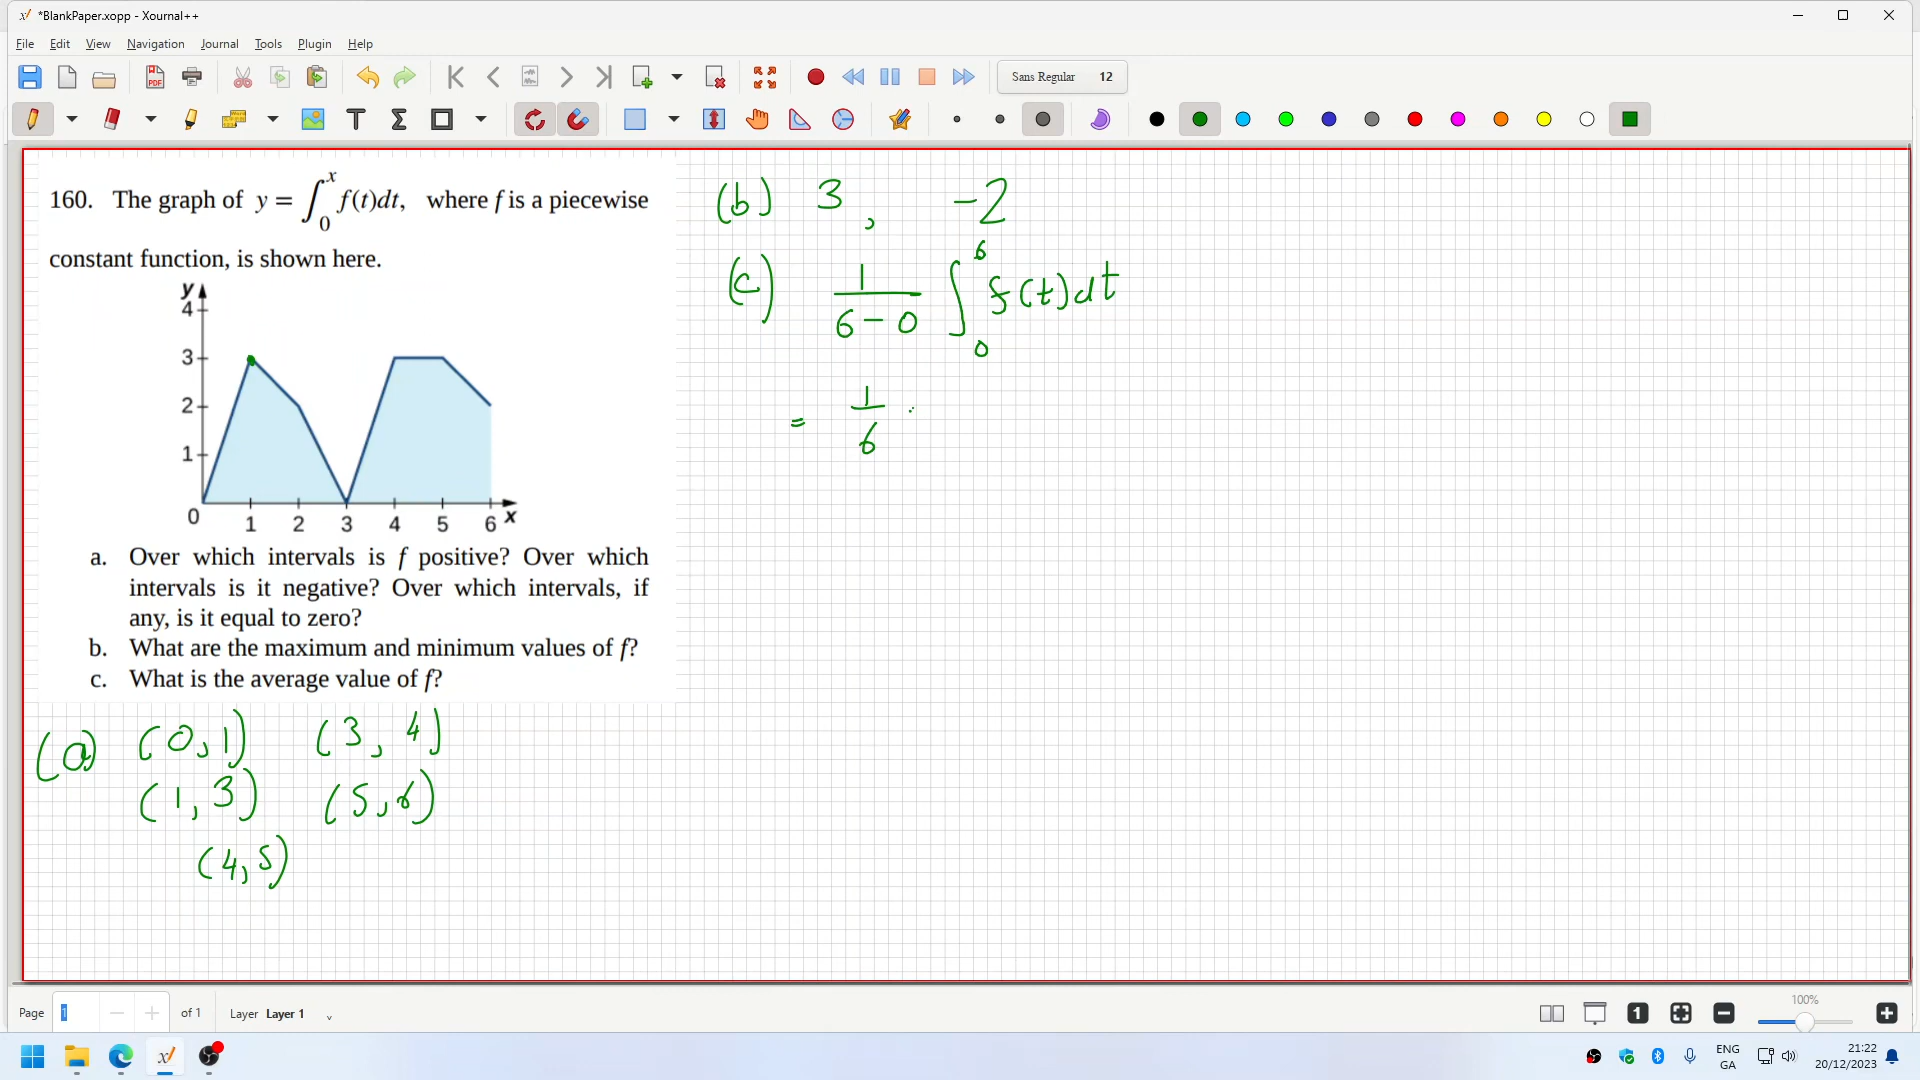 *BlankPaper.xopp - Xournal++
File Edit View Navigation Journal Tools Plugin Help
PDF
Sans Regular 12
160. The graph of y = ∫₀ˣ f(t)dt, where f is a piecewise
constant function, is shown here.
y
4
3
2
1
0 1 2 3 4 5 6 x
a. Over which intervals is f positive? Over which
intervals is it negative? Over which intervals, if
any, is it equal to zero?
b. What are the maximum and minimum values of f?
c. What is the average value of f?
(a) (0,1) (3, 4)
(1, 3) (5,6)
(4,5)
(b) 3 , -2
(c) 1/(6 - 0) ∫₀⁶ f(t)dt
= 1/6 ·
Page 1 of 1 Layer Layer 1
100%
ENG
GA
21:22
20/12/2023